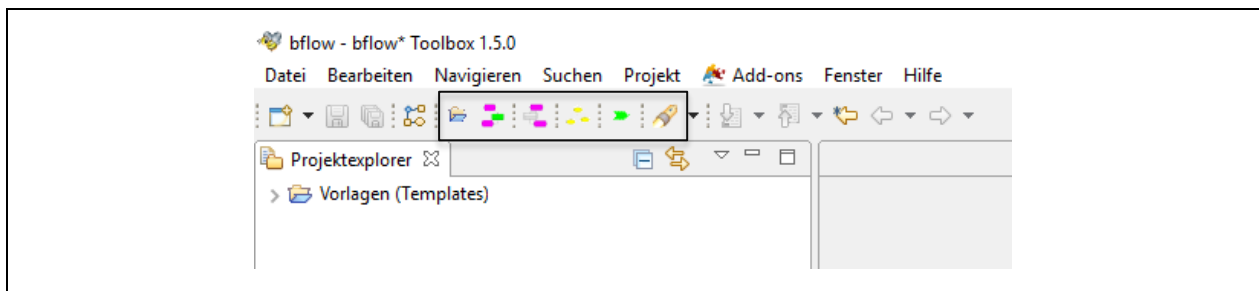 bflow - bflow* Toolbox 1.5.0
Datei Bearbeiten Navigieren Suchen Projekt Add-ons Fenster Hilfe
Projektexplorer
Vorlagen (Templates)